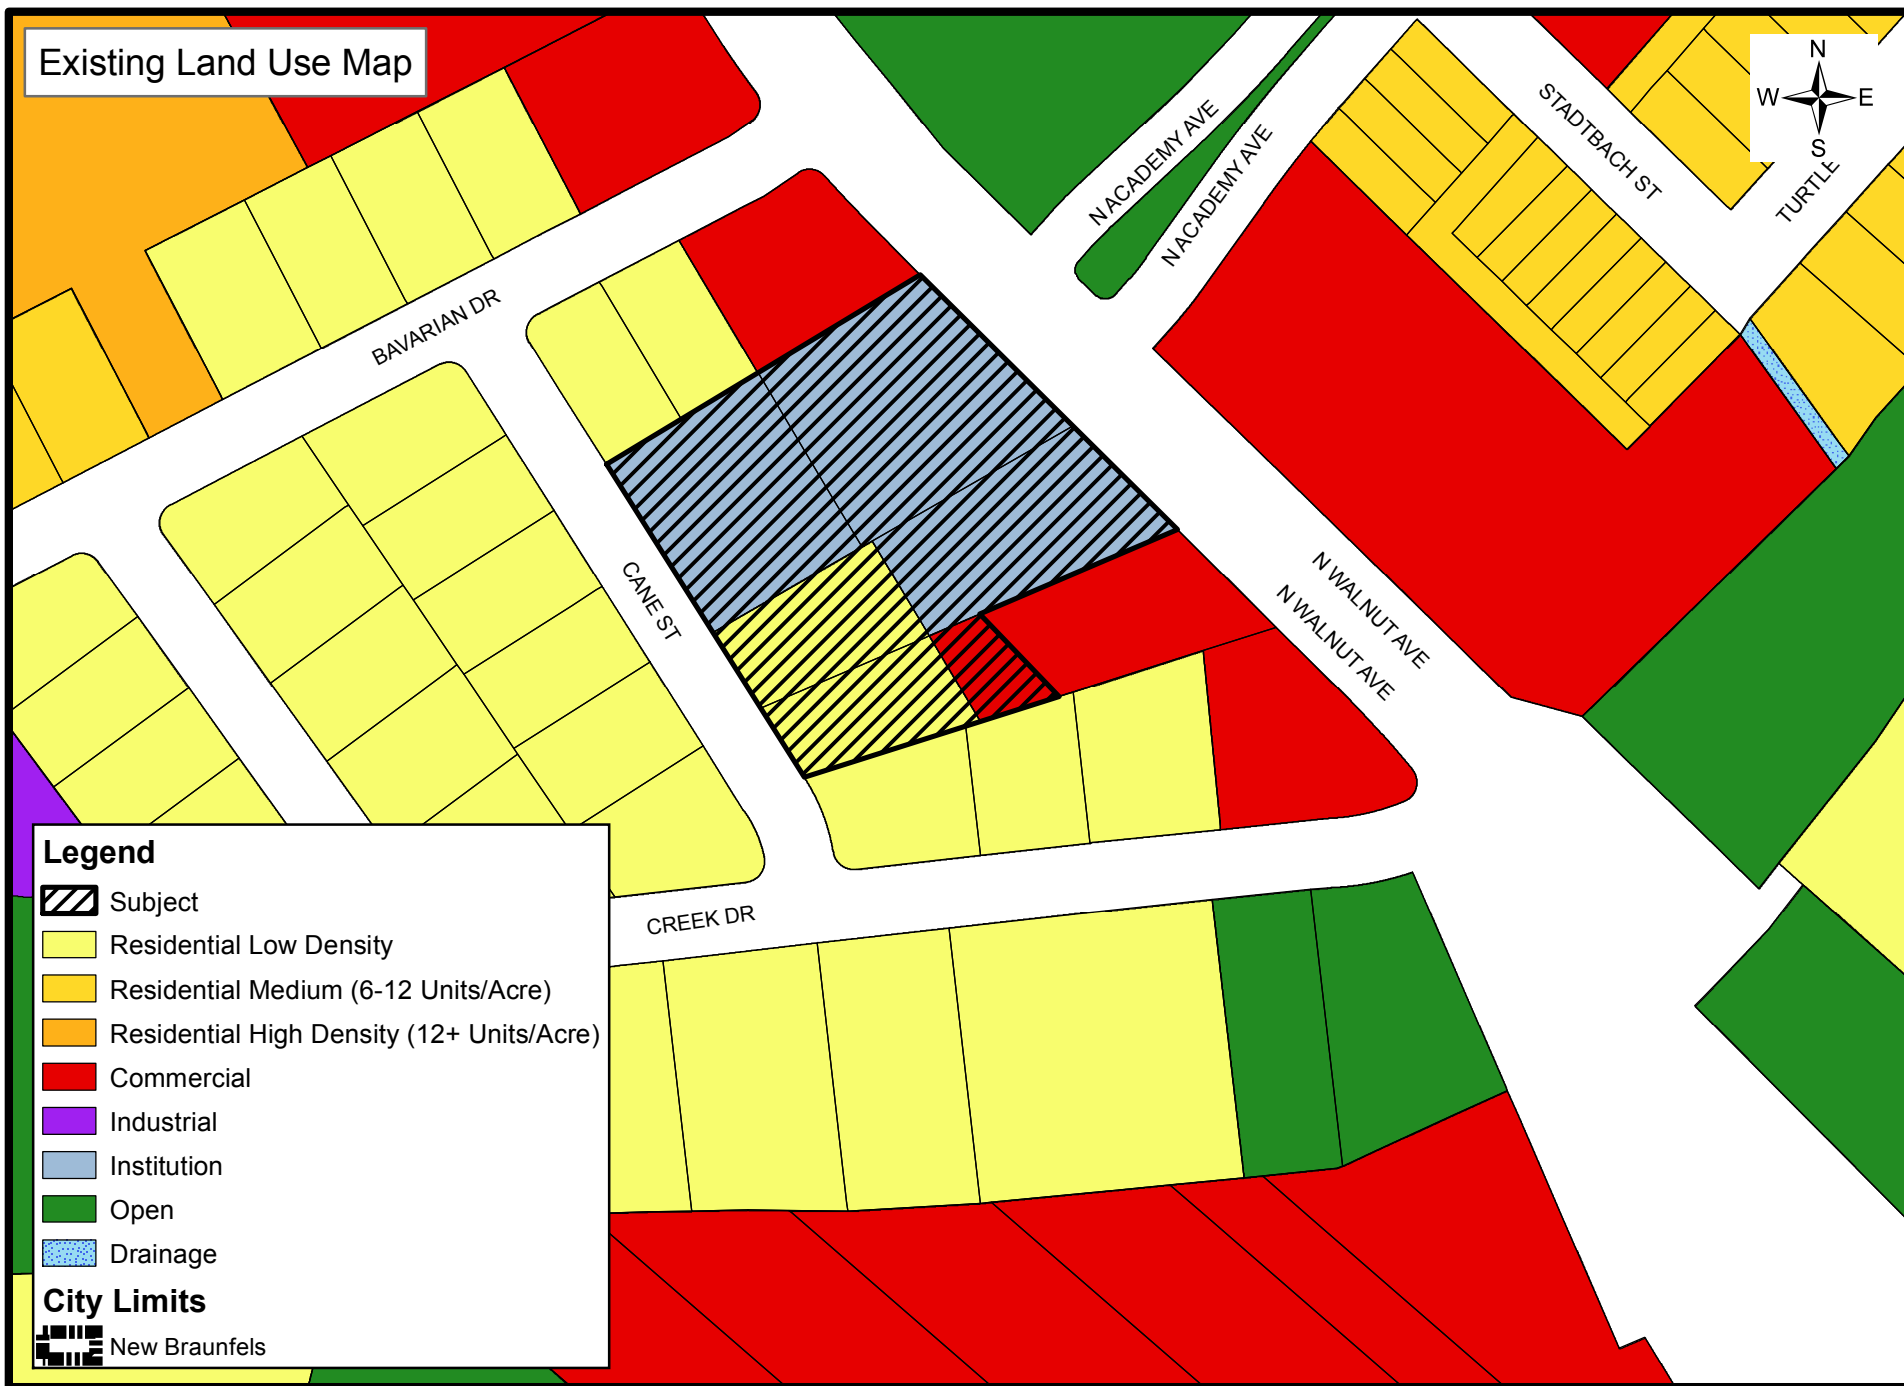 Existing Land Use Map
N
W E
S
N ACADEMY AVE
N ACADEMY AVE
STADTBACH ST
TURTLE
BAVARIAN DR
CANE ST
N WALNUT AVE
N WALNUT AVE
CREEK DR
Legend
Subject
Residential Low Density
Residential Medium (6-12 Units/Acre)
Residential High Density (12+ Units/Acre)
Commercial
Industrial
Institution
Open
Drainage
City Limits
New Braunfels